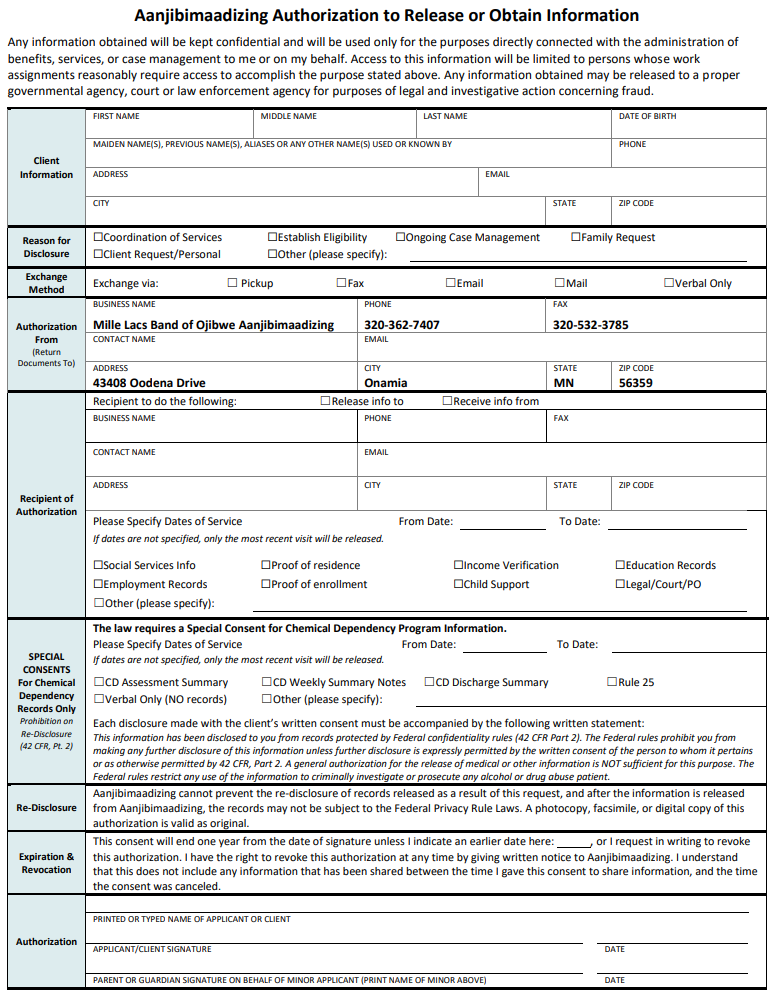 Aanjibimaadizing Authorization to Release or Obtain Information
Any information obtained will be kept confidential and will be used only for the purposes directly connected with the administration of
benefits, services, or case management to me or on my behalf. Access to this information will be limited to persons whose work
assignments reasonably require access to accomplish the purpose stated above. Any information obtained may be released to a proper
governmental agency, court or law enforcement agency for purposes of legal and investigative action concerning fraud.
Client
Information
FIRST NAME MIDDLE NAME LAST NAME DATE OF BIRTH
MAIDEN NAME(S), PREVIOUS NAME(S), ALIASES OR ANY OTHER NAME(S) USED OR KNOWN BY PHONE
ADDRESS EMAIL
CITY STATE ZIP CODE
Reason for
Disclosure
☐Coordination of Services ☐Establish Eligibility ☐Ongoing Case Management ☐Family Request
☐Client Request/Personal ☐Other (please specify):
Exchange
Method
Exchange via: ☐ Pickup ☐Fax ☐Email ☐Mail ☐Verbal Only
Authorization
From
(Return
Documents To)
BUSINESS NAME PHONE FAX
Mille Lacs Band of Ojibwe Aanjibimaadizing 320-362-7407 320-532-3785
CONTACT NAME EMAIL
ADDRESS CITY STATE ZIP CODE
43408 Oodena Drive Onamia MN 56359
Recipient of
Authorization
Recipient to do the following: ☐Release info to ☐Receive info from
BUSINESS NAME PHONE FAX
CONTACT NAME EMAIL
ADDRESS CITY STATE ZIP CODE
Please Specify Dates of Service From Date: To Date:
If dates are not specified, only the most recent visit will be released.
☐Social Services Info ☐Proof of residence ☐Income Verification ☐Education Records
☐Employment Records ☐Proof of enrollment ☐Child Support ☐Legal/Court/PO
☐Other (please specify):
SPECIAL
CONSENTS
For Chemical
Dependency
Records Only
Prohibition on
Re-Disclosure
(42 CFR, Pt. 2)
The law requires a Special Consent for Chemical Dependency Program Information.
Please Specify Dates of Service From Date: To Date:
If dates are not specified, only the most recent visit will be released.
☐CD Assessment Summary ☐CD Weekly Summary Notes ☐CD Discharge Summary ☐Rule 25
☐Verbal Only (NO records) ☐Other (please specify):
Each disclosure made with the client's written consent must be accompanied by the following written statement:
This information has been disclosed to you from records protected by Federal confidentiality rules (42 CFR Part 2). The Federal rules prohibit you from
making any further disclosure of this information unless further disclosure is expressly permitted by the written consent of the person to whom it pertains
or as otherwise permitted by 42 CFR, Part 2. A general authorization for the release of medical or other information is NOT sufficient for this purpose. The
Federal rules restrict any use of the information to criminally investigate or prosecute any alcohol or drug abuse patient.
Re-Disclosure
Aanjibimaadizing cannot prevent the re-disclosure of records released as a result of this request, and after the information is released
from Aanjibimaadizing, the records may not be subject to the Federal Privacy Rule Laws. A photocopy, facsimile, or digital copy of this
authorization is valid as original.
Expiration &
Revocation
This consent will end one year from the date of signature unless I indicate an earlier date here: _____, or I request in writing to revoke
this authorization. I have the right to revoke this authorization at any time by giving written notice to Aanjibimaadizing. I understand
that this does not include any information that has been shared between the time I gave this consent to share information, and the time
the consent was canceled.
Authorization
PRINTED OR TYPED NAME OF APPLICANT OR CLIENT
APPLICANT/CLIENT SIGNATURE DATE
PARENT OR GUARDIAN SIGNATURE ON BEHALF OF MINOR APPLICANT (PRINT NAME OF MINOR ABOVE) DATE